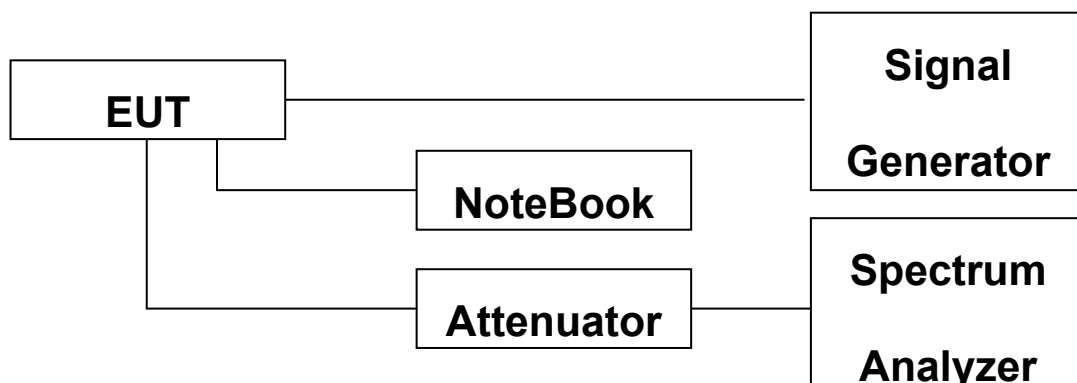 Signal
EUT
Generator
NoteBook
Spectrum
Attenuator
Analyzer